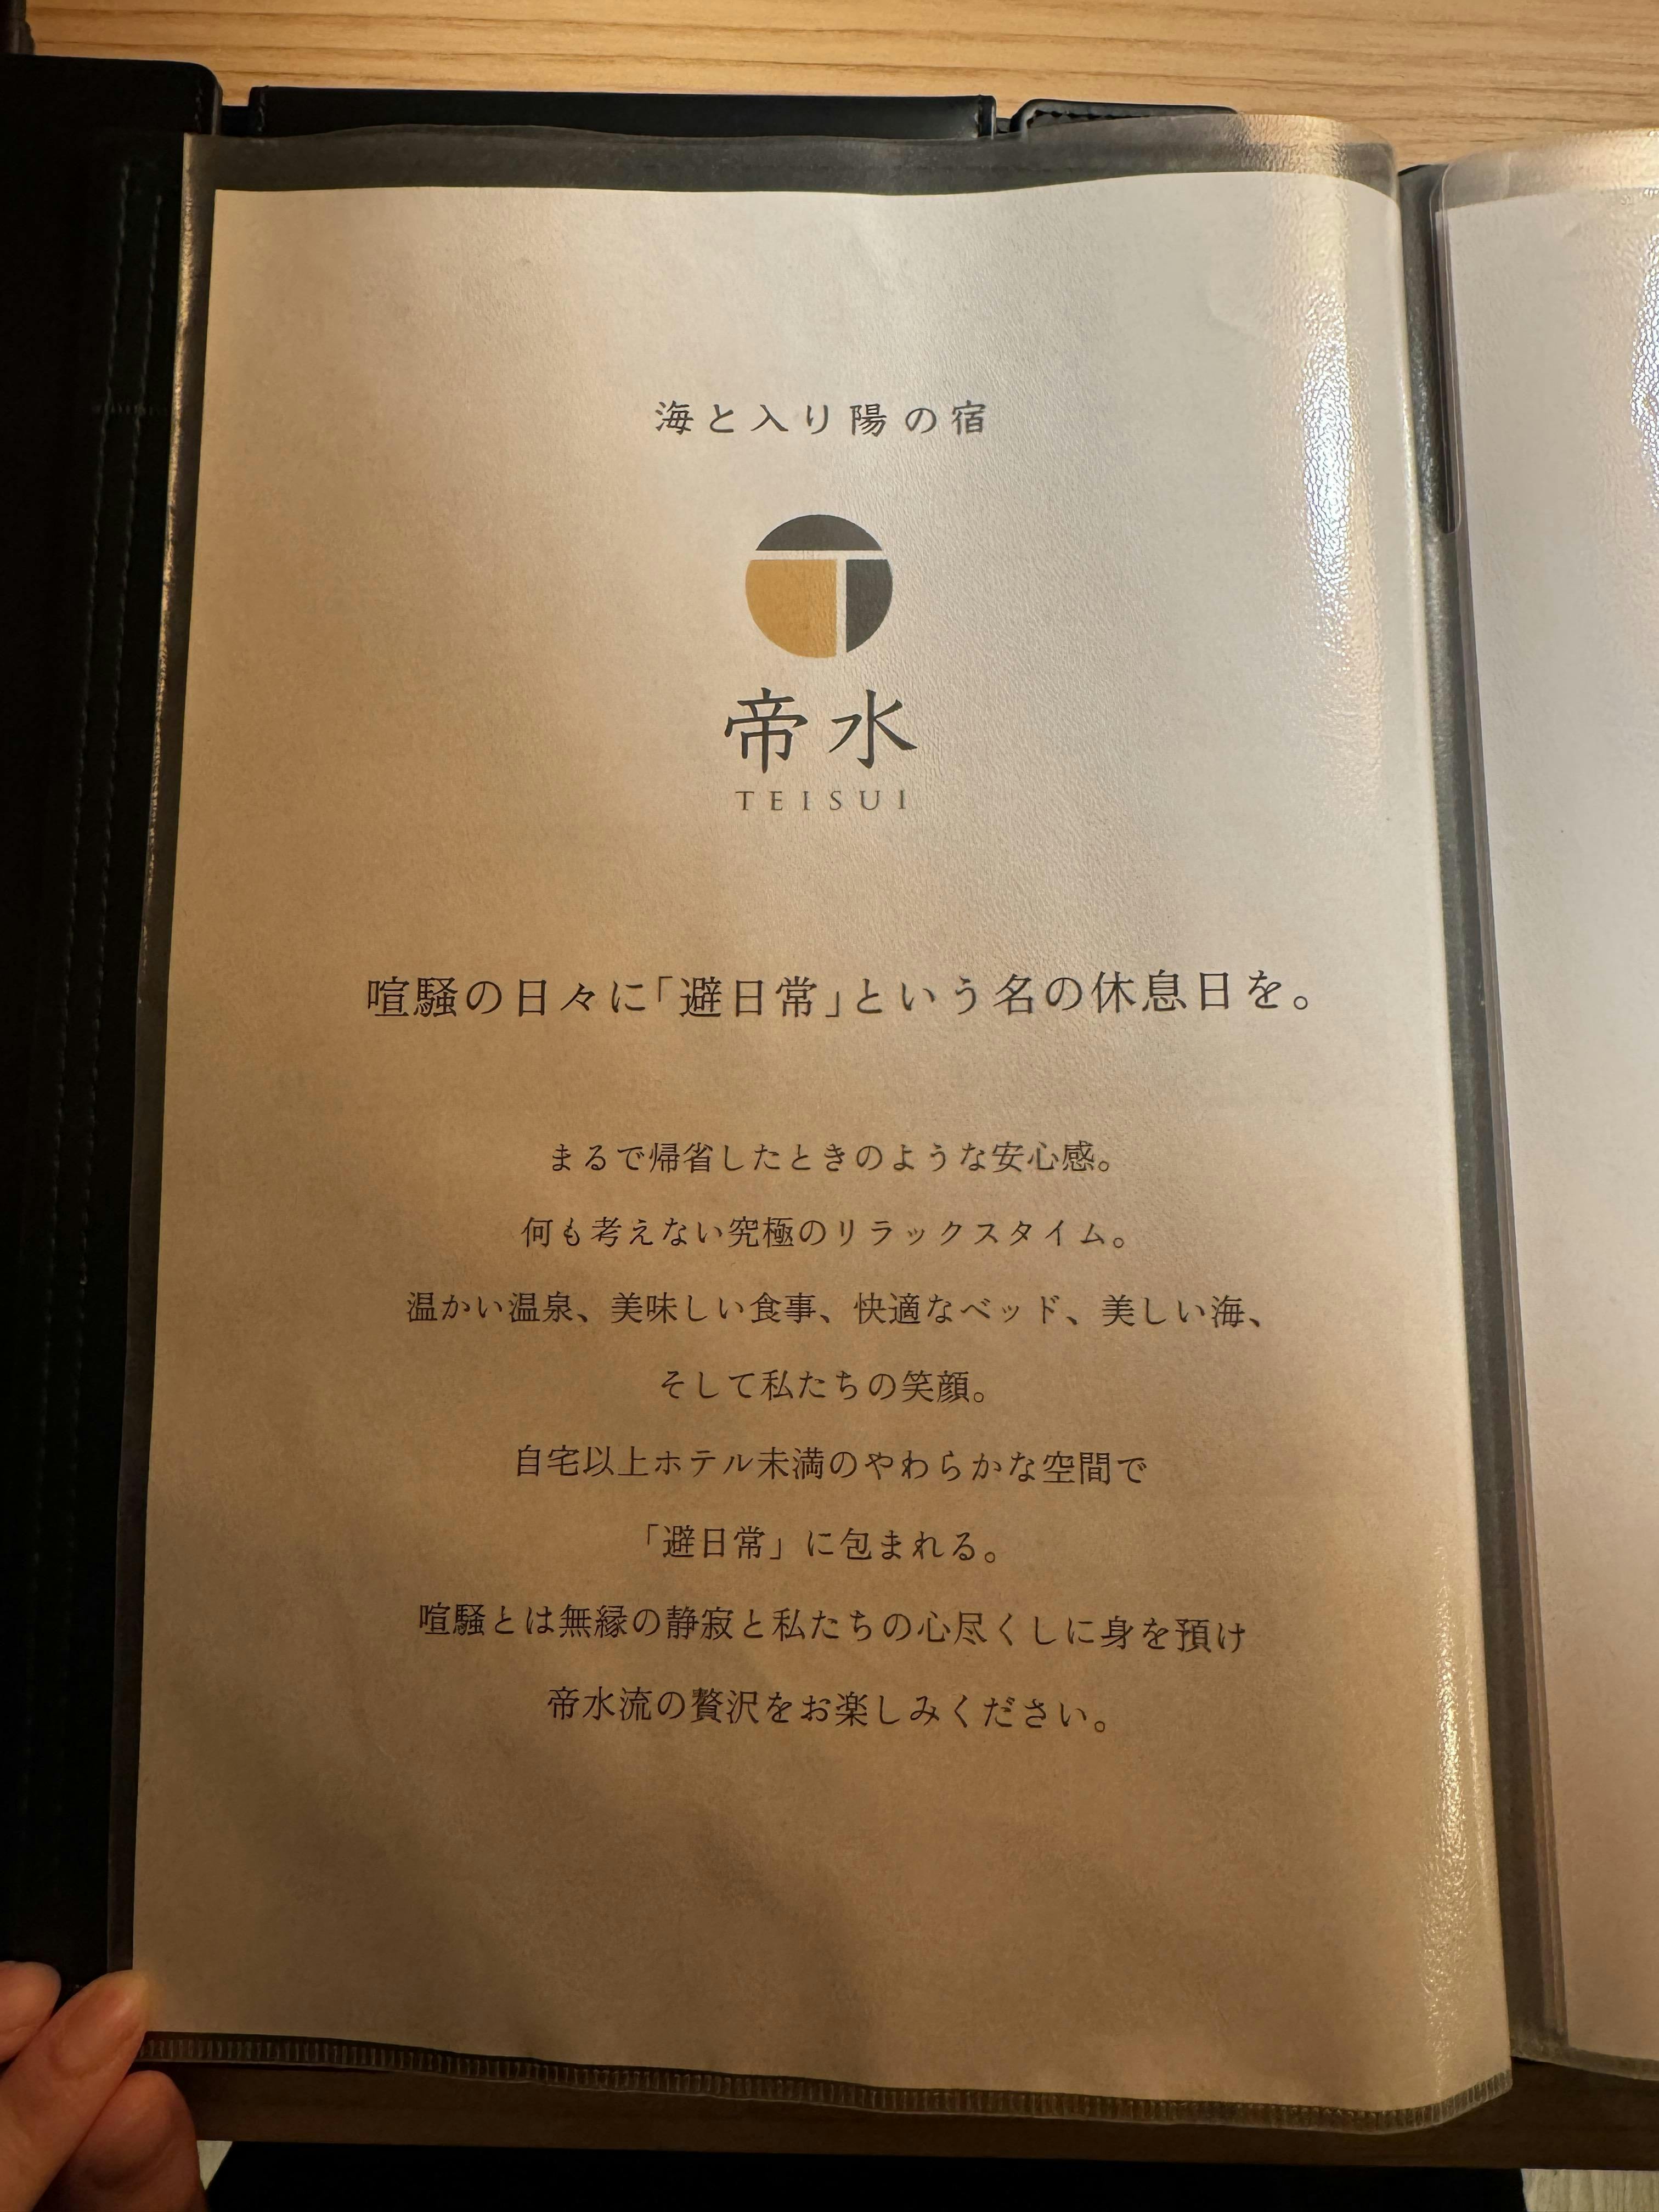 海と入り陽の宿
帝水
TEISUI
喧騒の日々に「避日常」という名の休息日を。
まるで帰省したときのような安心感。
何も考えない究極のリラックスタイム。
温かい温泉、美味しい食事、快適なベッド、美しい海、
そして私たちの笑顔。
自宅以上ホテル未満のやわらかな空間で
「避日常」に包まれる。
喧騒とは無縁の静寂と私たちの心尽くしに身を預け
帝水流の贅沢をお楽しみください。